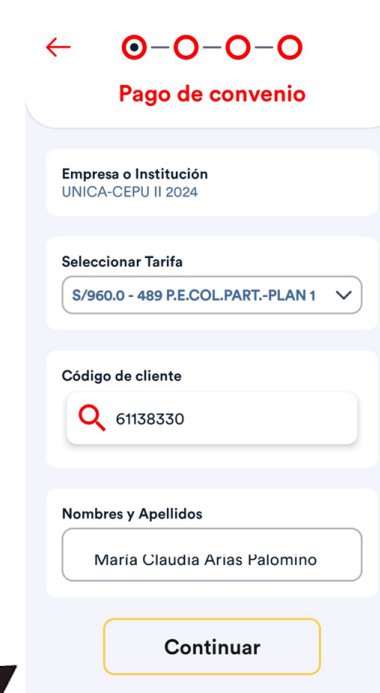 Pago de convenio
Empresa o Institución
UNICA-CEPU II 2024
Seleccionar Tarifa
S/960.0 - 489 P.E.COL.PART.-PLAN 1
Código de cliente
61138330
Nombres y Apellidos
María Claudia Arias Palomino
Continuar